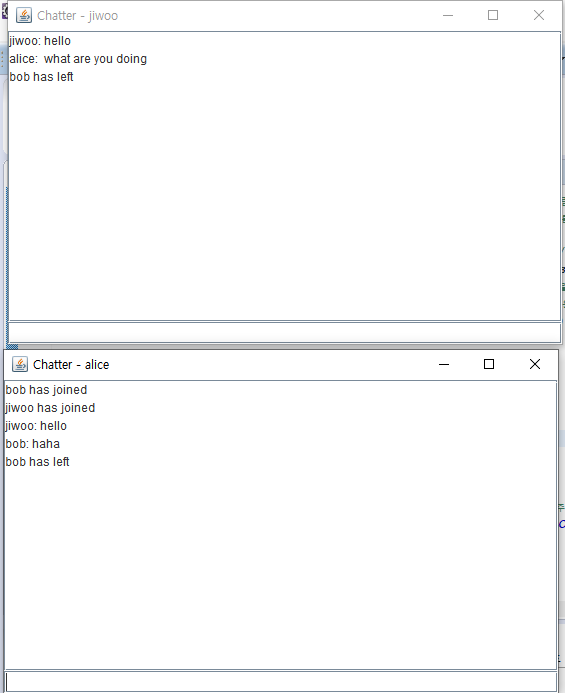 Chatter - jiwoo
jiwoo: hello
alice:  what are you doing
bob has left
Chatter - alice
bob has joined
jiwoo has joined
jiwoo: hello
bob: haha
bob has left